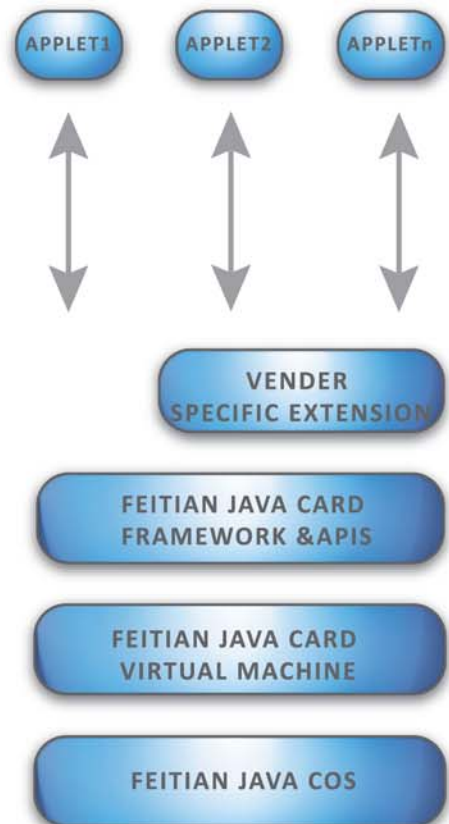 APPLET1 APPLET2 APPLETn
VENDER
SPECIFIC EXTENSION
FEITIAN JAVA CARD
FRAMEWORK &APIS
FEITIAN JAVA CARD
VIRTUAL MACHINE
FEITIAN JAVA COS